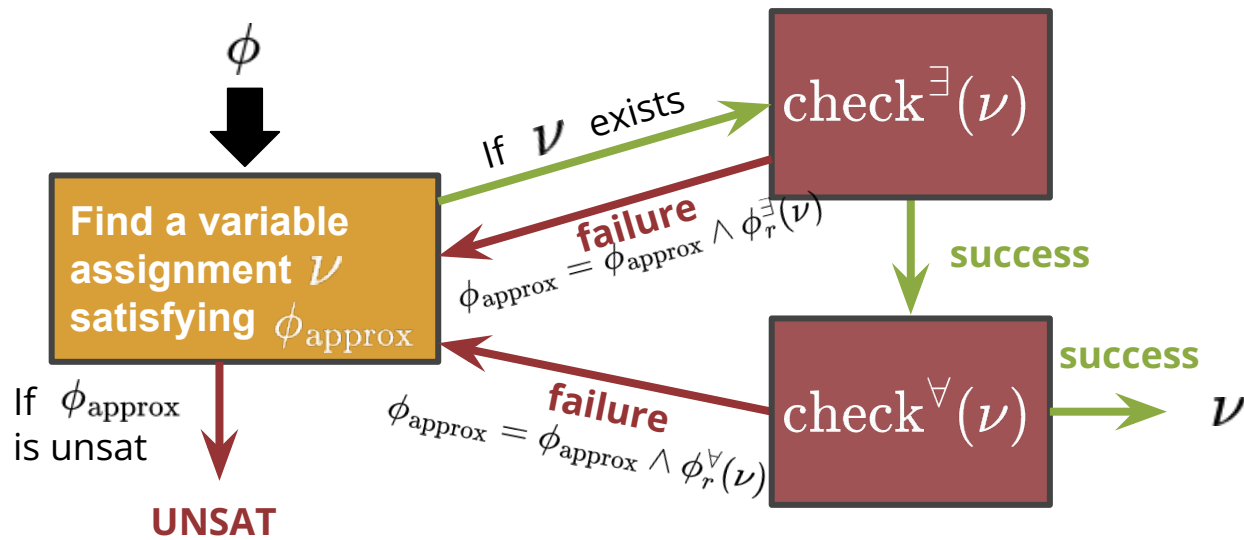 ϕ
If ν exists
check^∃(ν)
Find a variable
assignment ν
satisfying ϕ_approx
failure
ϕ_approx = ϕ_approx ∧ ϕ_r^∃(ν)
success
check^∀(ν)
success
ν
failure
ϕ_approx = ϕ_approx ∧ ϕ_r^∀(ν)
If ϕ_approx
is unsat
UNSAT